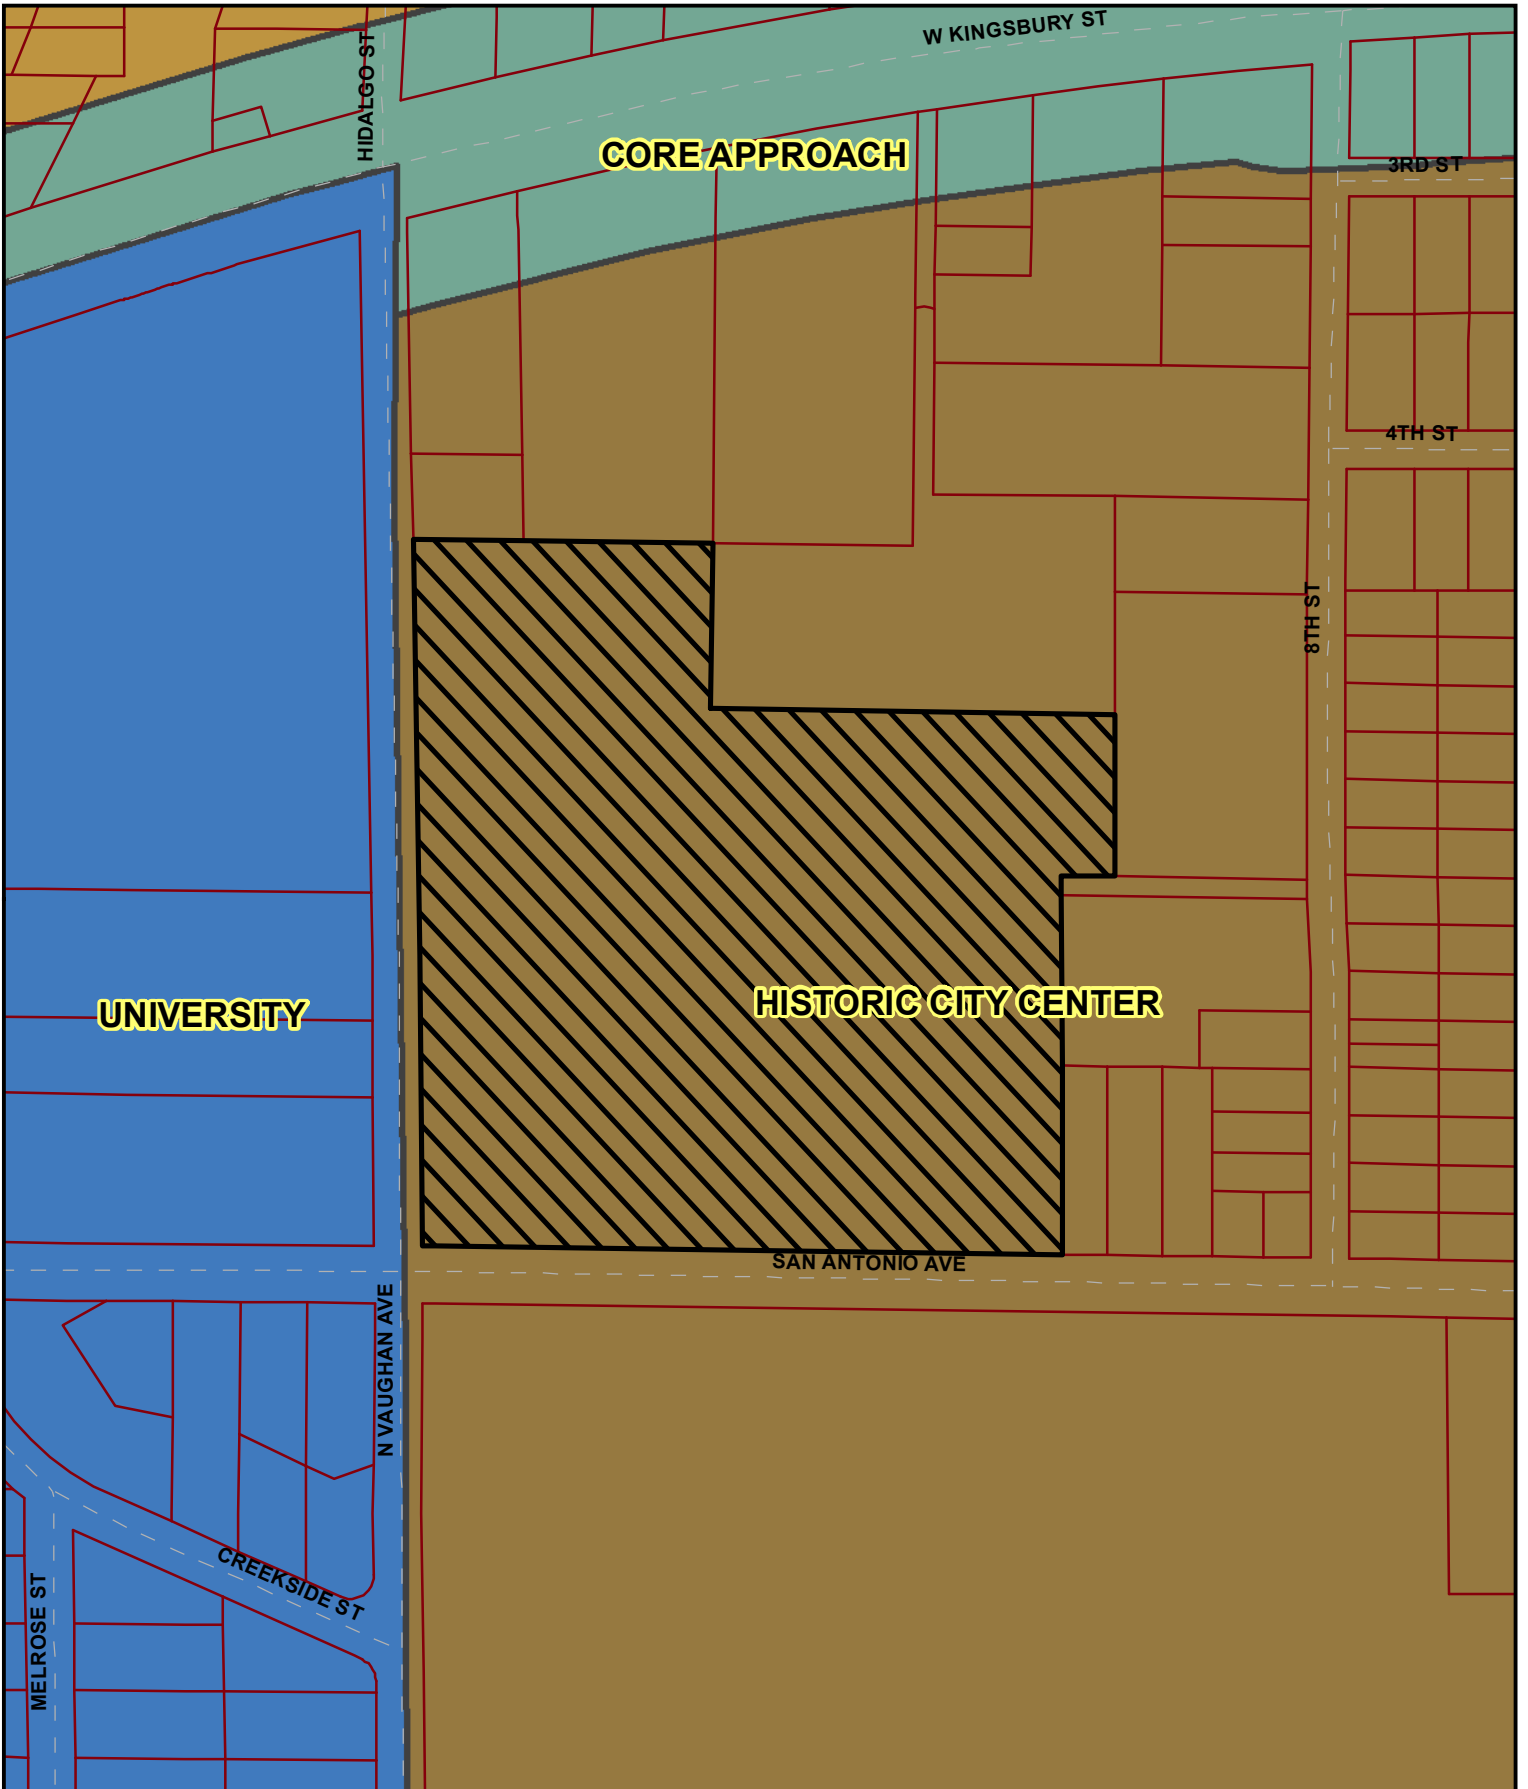 W KINGSBURY ST
HIDALGO ST
CORE APPROACH
3RD ST
4TH ST
8TH ST
HISTORIC CITY CENTER
UNIVERSITY
SAN ANTONIO AVE
N VAUGHAN AVE
CREEKSIDE ST
MELROSE ST